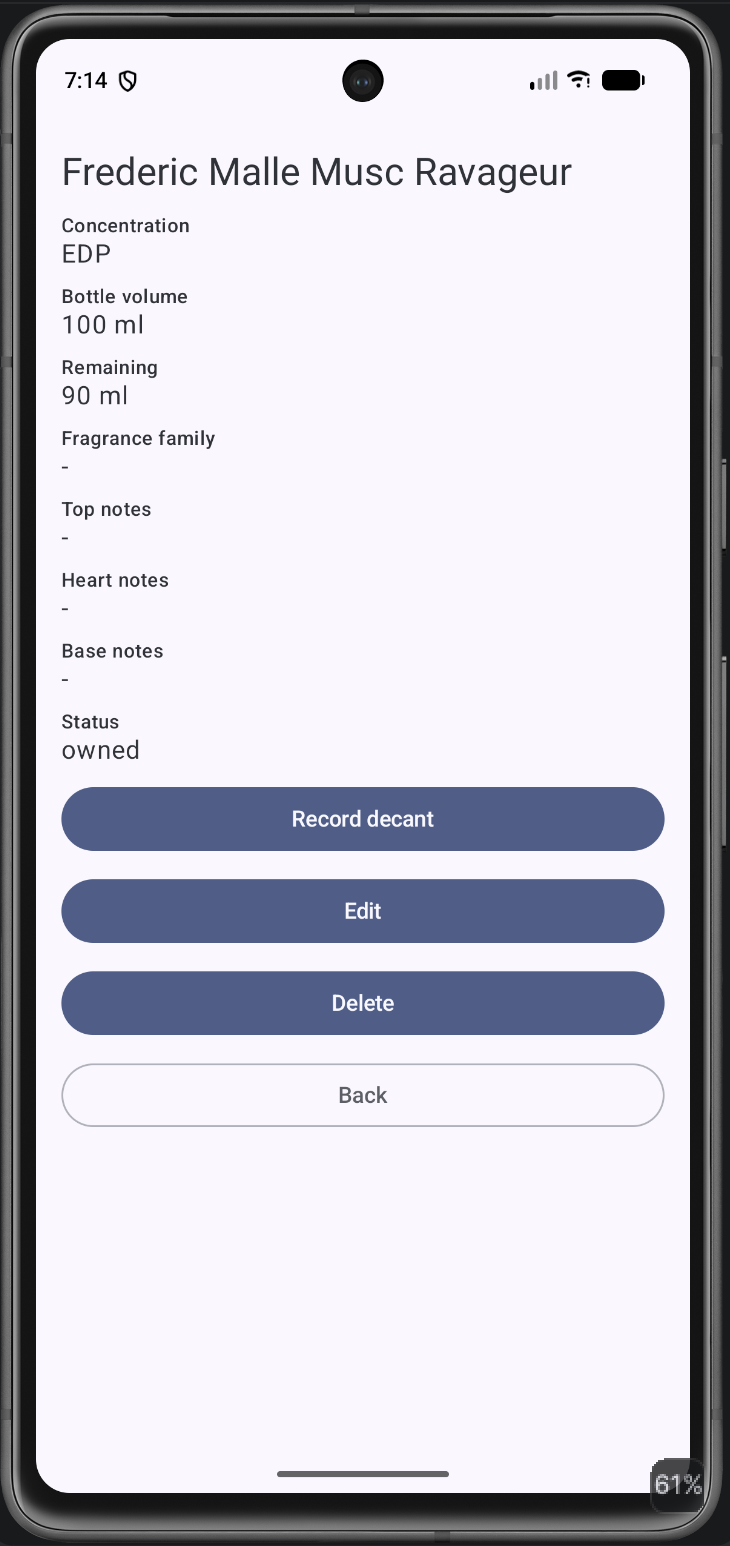 7:14
Frederic Malle Musc Ravageur
Concentration
EDP
Bottle volume
100 ml
Remaining
90 ml
Fragrance family
-
Top notes
-
Heart notes
-
Base notes
-
Status
owned
Record decant
Edit
Delete
Back
61%